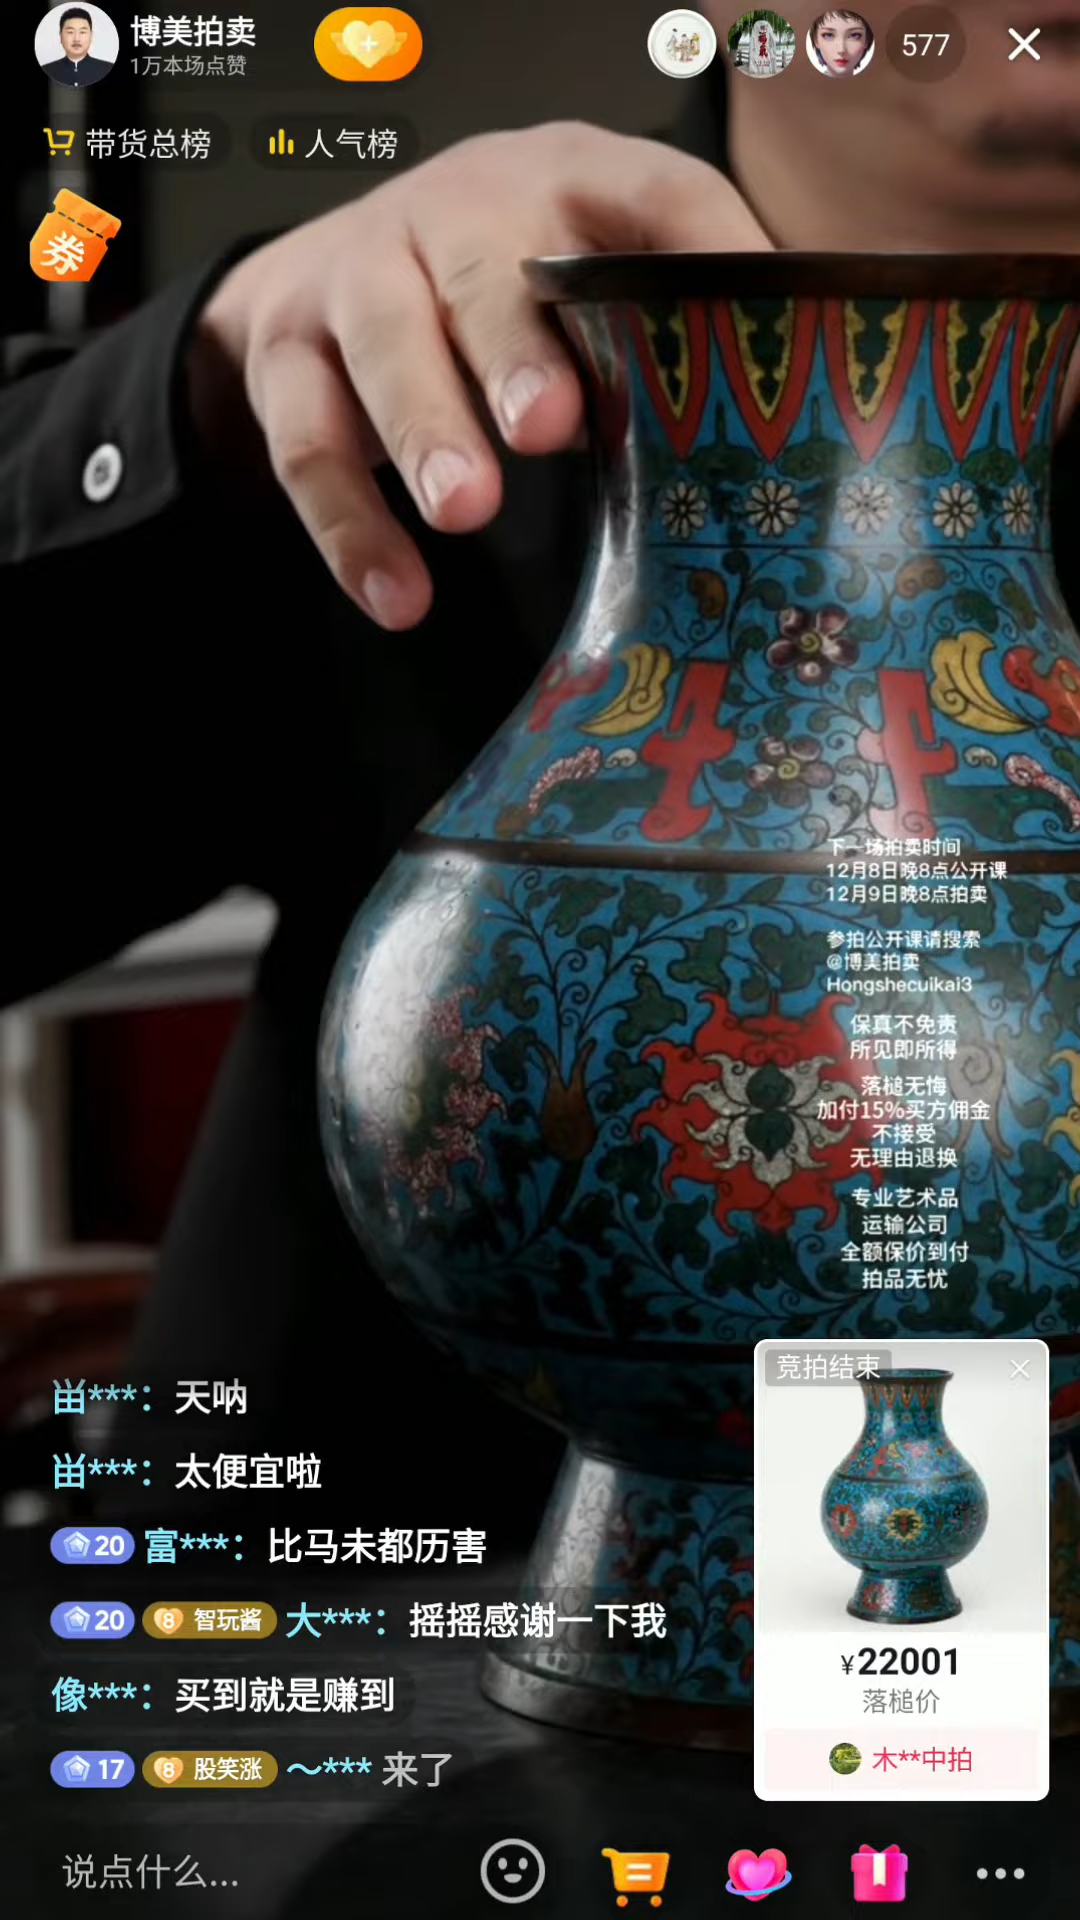 博美拍卖
1万本场点赞
577
带货总榜
人气榜
券
下一场拍卖时间
12月8日晚8点公开课
12月9日晚8点拍卖
参拍公开课请搜索
@博美拍卖
Hongshecuikai3
保真不免责
所见即所得
落槌无悔
加付15%买方佣金
不接受
无理由退换
专业艺术品
运输公司
全额保价到付
拍品无忧
凿***：天呐
凿***：太便宜啦
20 富***：比马未都历害
20 8 智玩酱 大***：摇摇感谢一下我
像***：买到就是赚到
17 8 股笑涨 ～*** 来了
竞拍结束
¥22001
落槌价
木**中拍
说点什么...